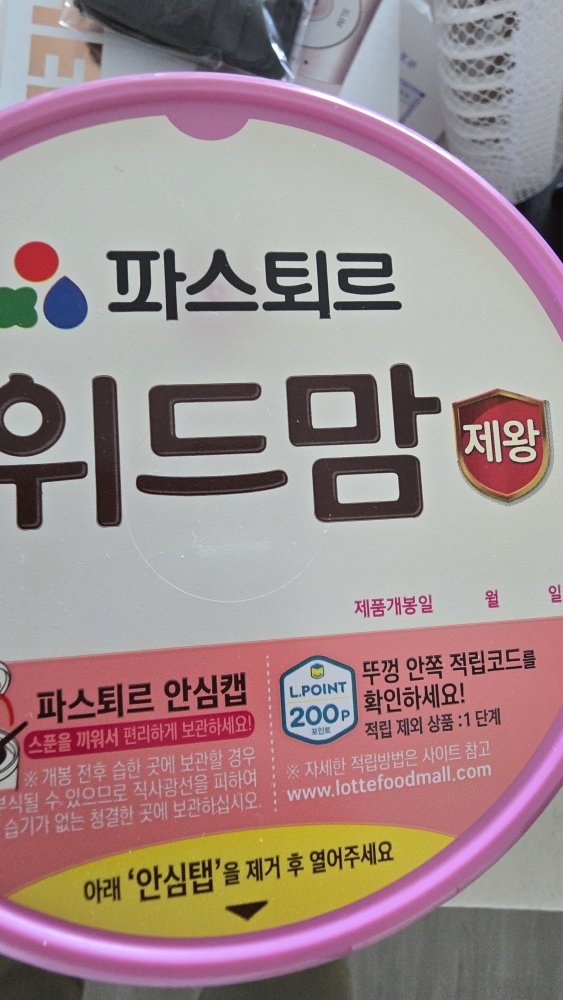 파스퇴르
위드맘
제왕
제품개봉일 월 일
파스퇴르 안심캡
스푼을 끼워서 편리하게 보관하세요!
※ 개봉 전후 습한 곳에 보관할 경우
부식될 수 있으므로 직사광선을 피하여
습기가 없는 청결한 곳에 보관하십시오.
L.POINT
200P
포인트
뚜껑 안쪽 적립코드를
확인하세요!
적립 제외 상품 : 1 단계
※ 자세한 적립방법은 사이트 참고
www.lottefoodmall.com
아래 ‘안심탭’을 제거 후 열어주세요